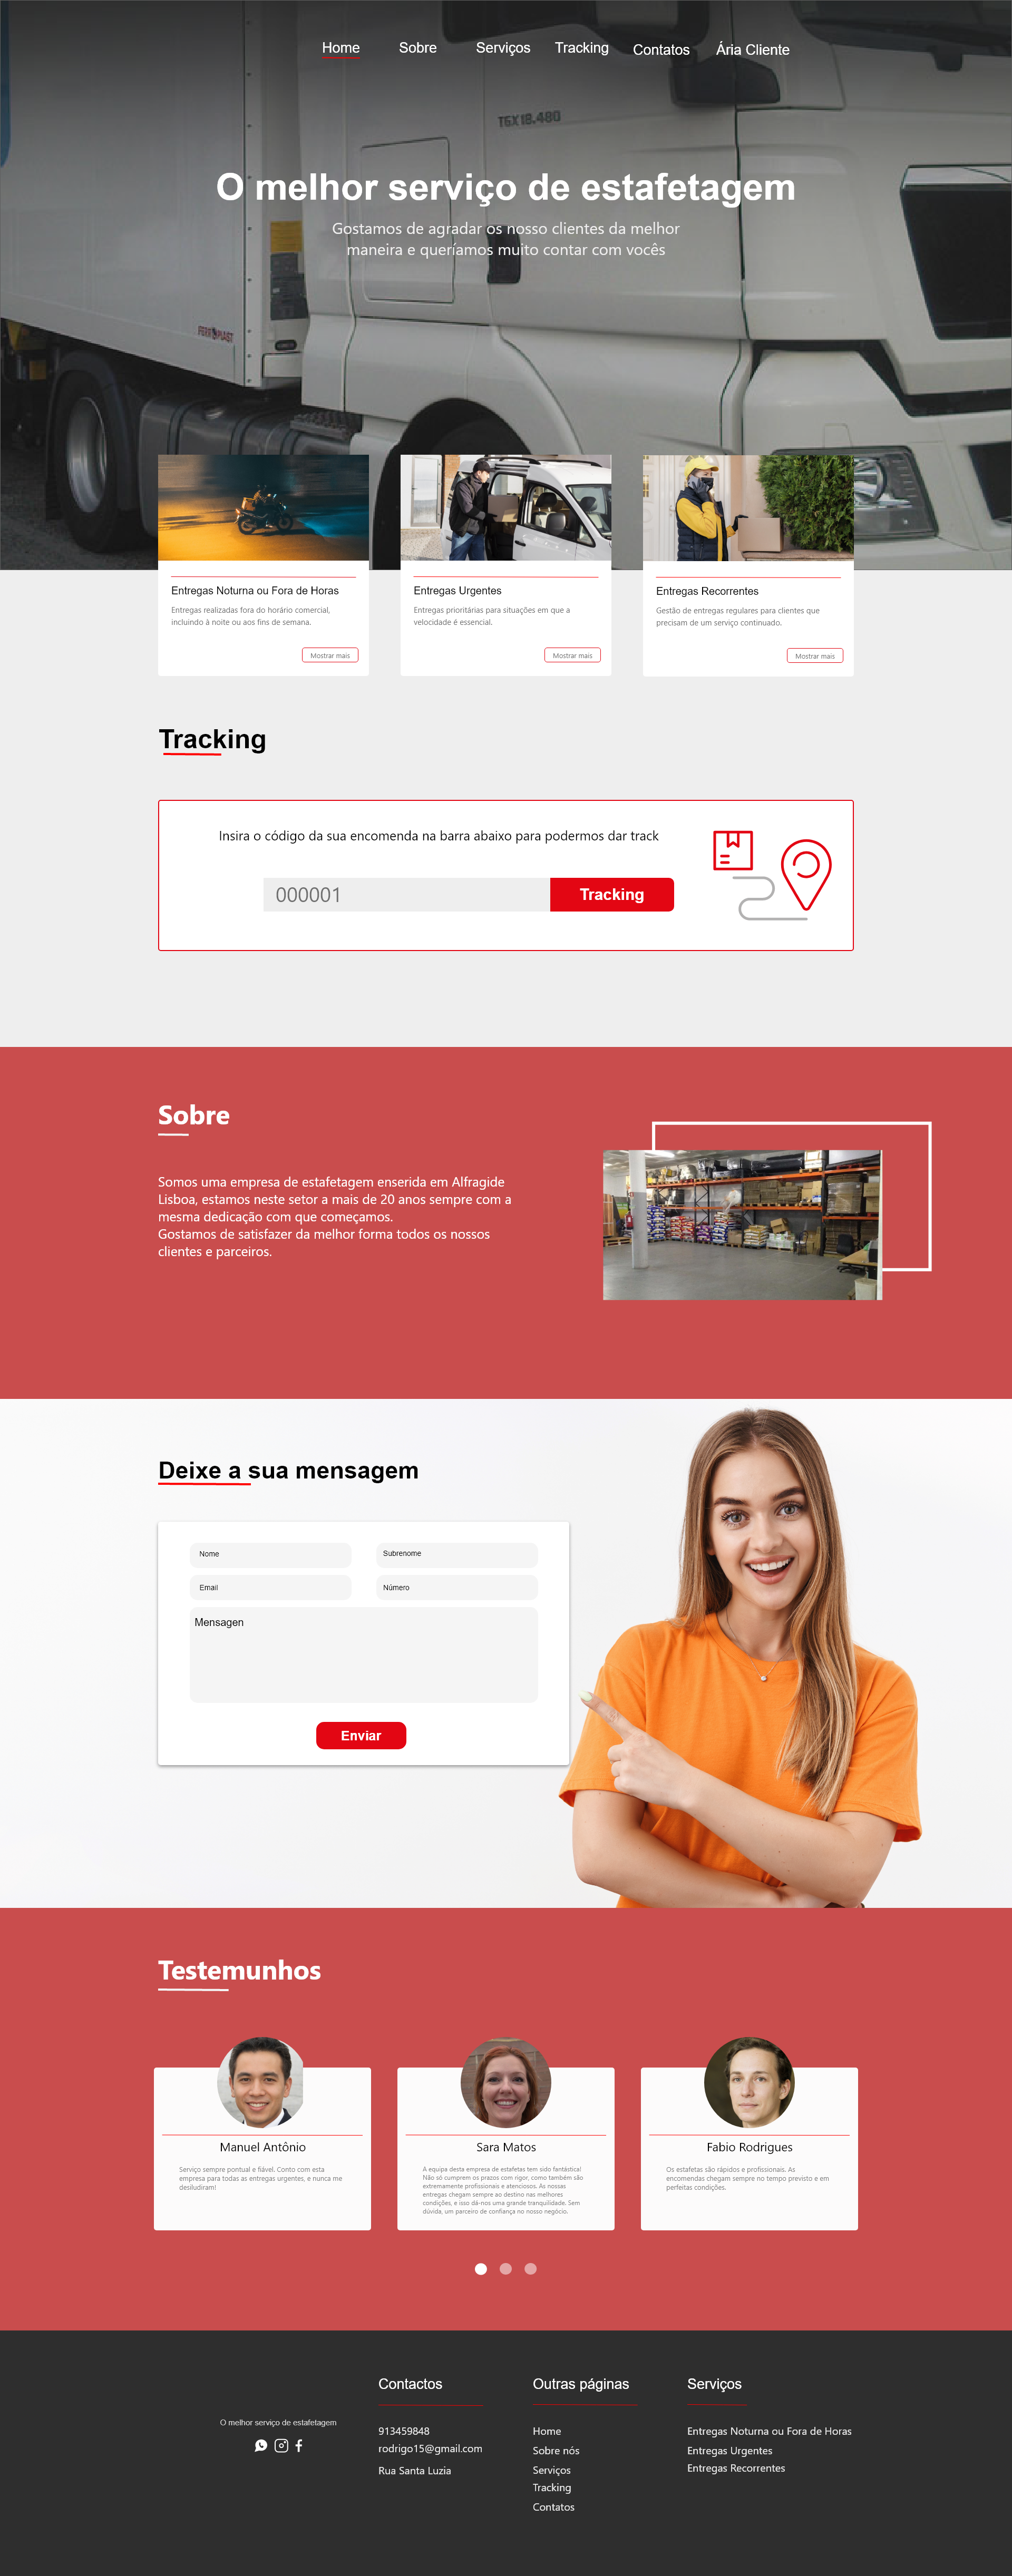 Home Sobre Serviços Tracking Contatos Ária Cliente
TGX 18.480
O melhor serviço de estafetagem
Gostamos de agradar os nosso clientes da melhor
maneira e queríamos muito contar com vocês
Entregas Noturna ou Fora de Horas
Entregas realizadas fora do horário comercial,
incluindo à noite ou aos fins de semana.
Mostrar mais
Entregas Urgentes
Entregas prioritárias para situações em que a
velocidade é essencial.
Mostrar mais
Entregas Recorrentes
Gestão de entregas regulares para clientes que
precisam de um serviço continuado.
Mostrar mais
Tracking
Insira o código da sua encomenda na barra abaixo para podermos dar track
000001
Tracking
Sobre
Somos uma empresa de estafetagem enserida em Alfragide
Lisboa, estamos neste setor a mais de 20 anos sempre com a
mesma dedicação com que começamos.
Gostamos de satisfazer da melhor forma todos os nossos
clientes e parceiros.
Deixe a sua mensagem
Nome
Subrenome
Email
Número
Mensagen
Enviar
Testemunhos
Manuel Antônio
Serviço sempre pontual e fiável. Conto com esta
empresa para todas as entregas urgentes, e nunca me
desiludiram!
Sara Matos
A equipa desta empresa de estafetas tem sido fantástica!
Não só cumprem os prazos com rigor, como também são
extremamente profissionais e atenciosos. As nossas
entregas chegam sempre ao destino nas melhores
condições, e isso dá-nos uma grande tranquilidade. Sem
dúvida, um parceiro de confiança no nosso negócio.
Fabio Rodrigues
Os estafetas são rápidos e profissionais. As
encomendas chegam sempre no tempo previsto e em
perfeitas condições.
O melhor serviço de estafetagem
Contactos
913459848
rodrigo15@gmail.com
Rua Santa Luzia
Outras páginas
Home
Sobre nós
Serviços
Tracking
Contatos
Serviços
Entregas Noturna ou Fora de Horas
Entregas Urgentes
Entregas Recorrentes